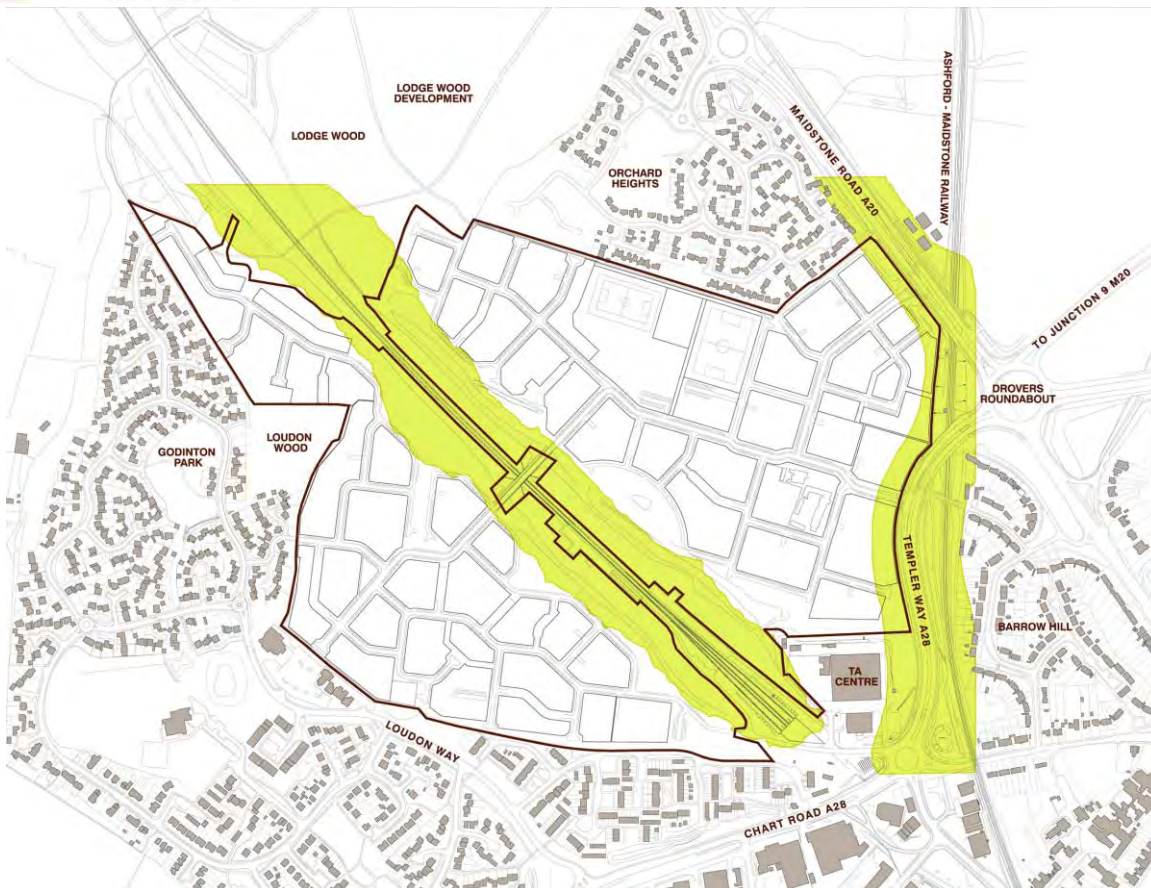 LODGE WOOD
DEVELOPMENT
LODGE WOOD
ORCHARD
HEIGHTS
MAIDSTONE ROAD A20
ASHFORD - MAIDSTONE RAILWAY
TO JUNCTION 9 M20
DROVERS
ROUNDABOUT
GODINTON
PARK
LOUDON
WOOD
TEMPLER WAY A28
BARROW HILL
TA
CENTRE
LOUDON WAY
CHART ROAD A28